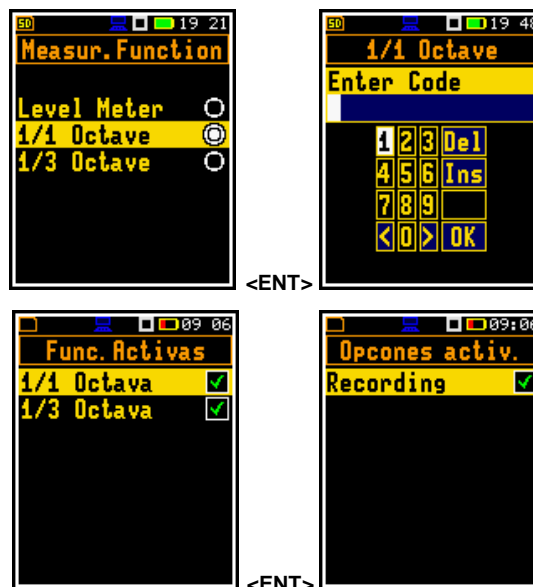 SD 19 21
Measur.Function
Level Meter
1/1 Octave
1/3 Octave
<ENT>
SD 19 48
1/1 Octave
Enter Code
1 2 3 Del
4 5 6 Ins
7 8 9
< 0 > OK
09 06
Func.Activas
1/1 Octava
1/3 Octava
<ENT>
09:06
Opcones activ.
Recording